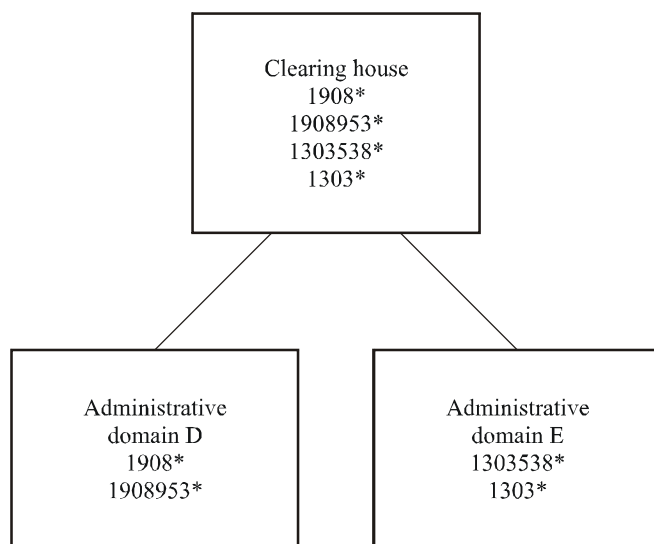 Clearing house
1908*
1908953*
1303538*
1303*
Administrative
domain D
1908*
1908953*
Administrative
domain E
1303538*
1303*